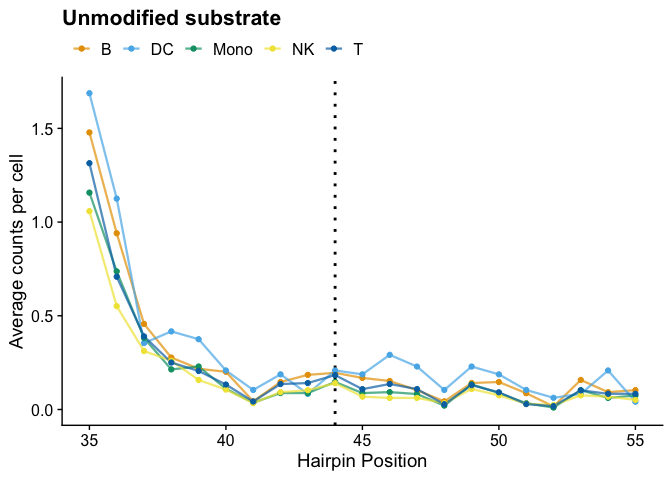 Unmodified substrate
B DC Mono NK T
Average counts per cell
1.5
1.0
0.5
0.0
35 40 45 50 55
Hairpin Position